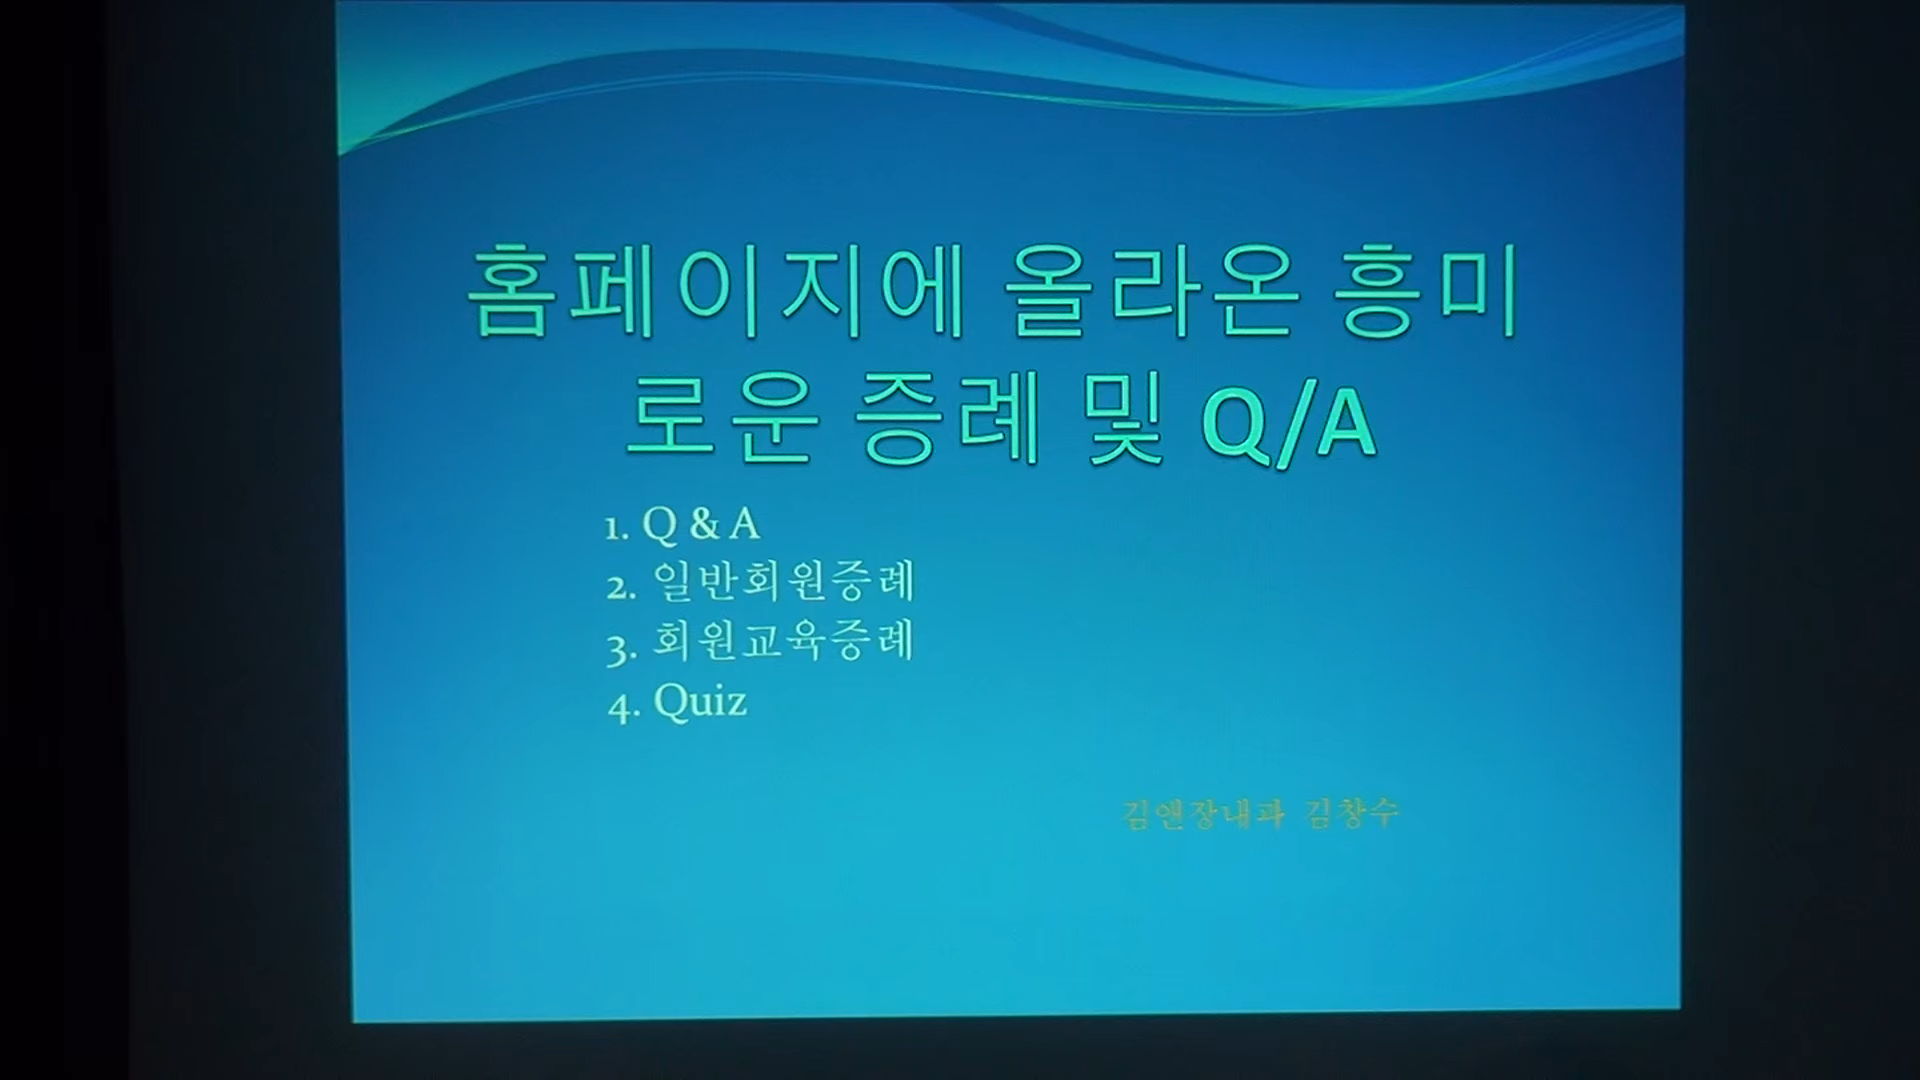 홈페이지에 올라온 흥미
로운 증례 및 Q/A
1. Q & A
2. 일반회원증례
3. 회원교육증례
4. Quiz
김앤장내과 김창수